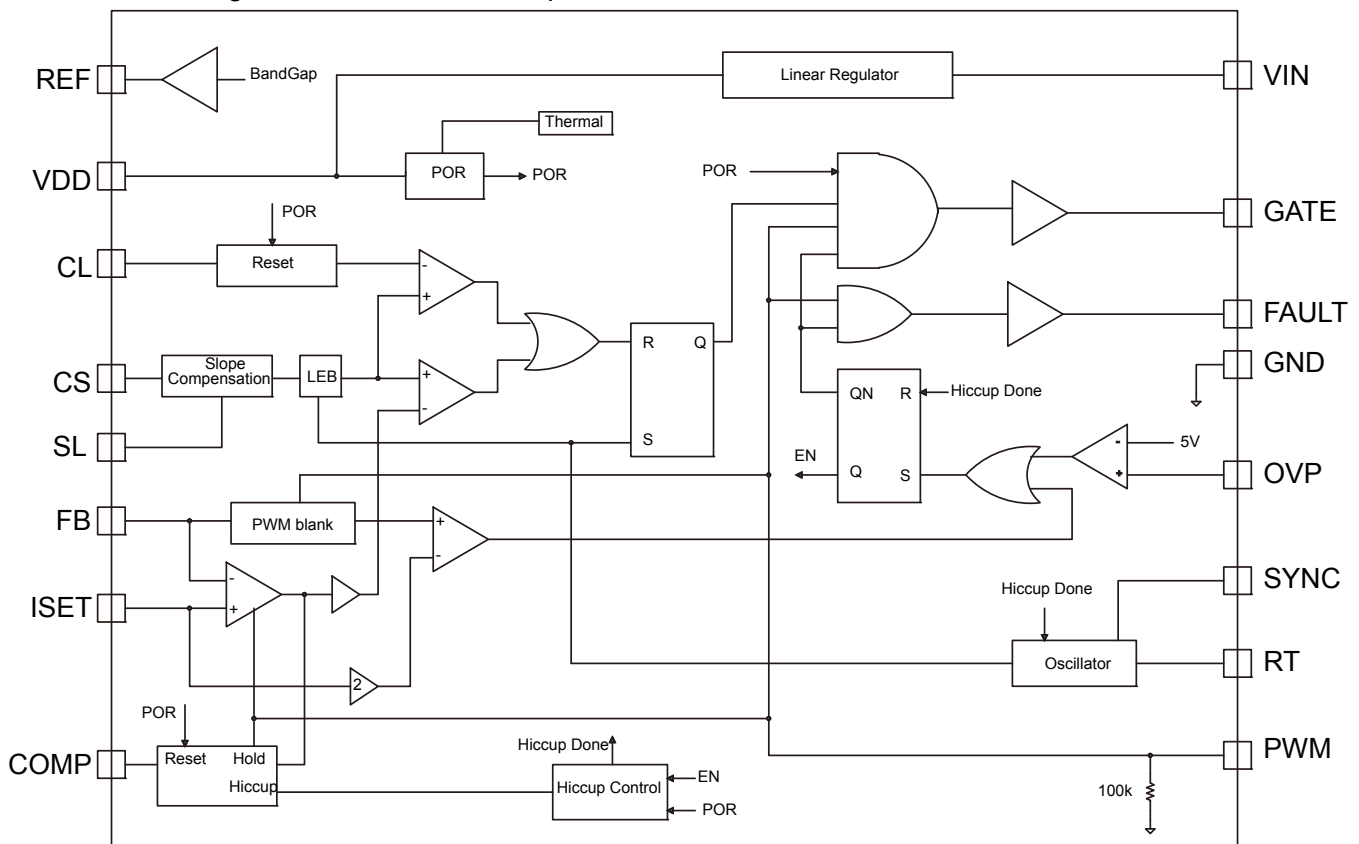 REF
BandGap
Linear Regulator
VIN
Thermal
VDD
POR
POR
POR
GATE
POR
CL
Reset
-
+
FAULT
R
Q
GND
CS
Slope
Compensation
LEB
+
-
QN
R
Hiccup Done
SL
S
EN
Q
S
-
+
5V
OVP
FB
PWM blank
+
-
ISET
-
+
SYNC
Hiccup Done
2
Oscillator
RT
POR
COMP
Reset
Hold
Hiccup
Hiccup Done
Hiccup Control
EN
POR
PWM
100k